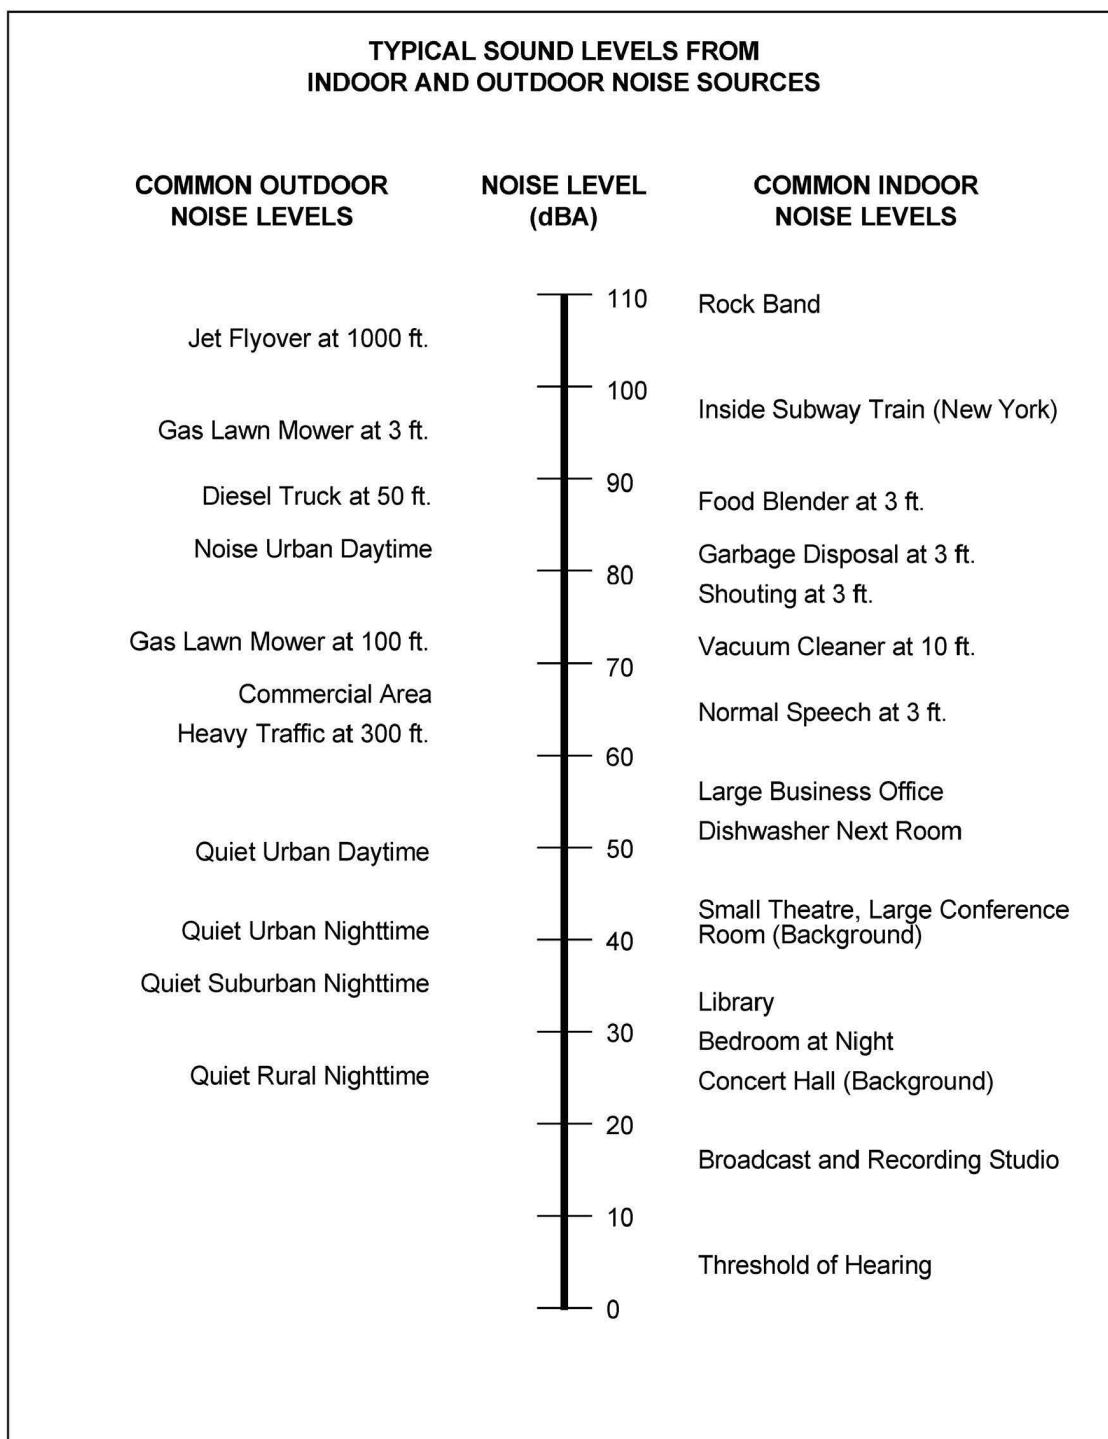 TYPICAL SOUND LEVELS FROM
INDOOR AND OUTDOOR NOISE SOURCES
COMMON OUTDOOR
NOISE LEVELS
NOISE LEVEL
(dBA)
COMMON INDOOR
NOISE LEVELS
110
Rock Band
Jet Flyover at 1000 ft.
100
Inside Subway Train (New York)
Gas Lawn Mower at 3 ft.
90
Diesel Truck at 50 ft.
Food Blender at 3 ft.
Noise Urban Daytime
Garbage Disposal at 3 ft.
80
Shouting at 3 ft.
Gas Lawn Mower at 100 ft.
Vacuum Cleaner at 10 ft.
70
Commercial Area
Normal Speech at 3 ft.
Heavy Traffic at 300 ft.
60
Large Business Office
Dishwasher Next Room
50
Quiet Urban Daytime
Small Theatre, Large Conference
Room (Background)
Quiet Urban Nighttime
40
Quiet Suburban Nighttime
Library
30
Bedroom at Night
Quiet Rural Nighttime
Concert Hall (Background)
20
Broadcast and Recording Studio
10
Threshold of Hearing
0